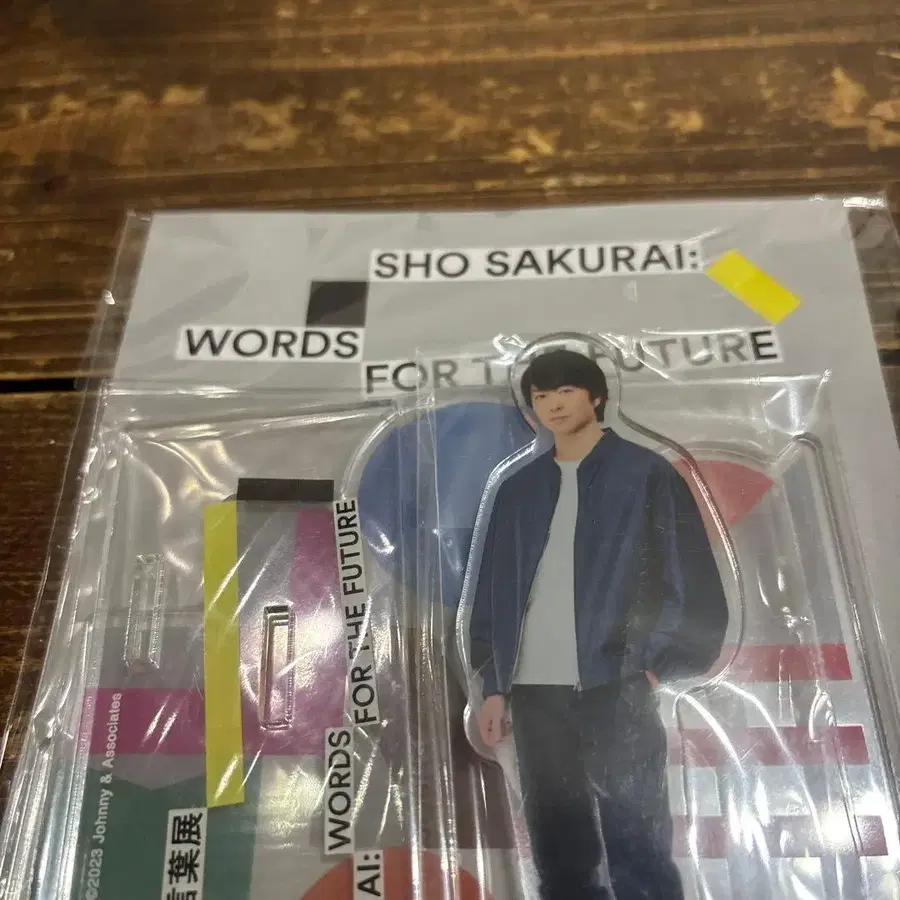 SHO SAKURAI:
WORDS
FOR THE FUTURE
WORDS
FOR THE FUTURE
AI:
言葉展
©2023 Johnny & Associates